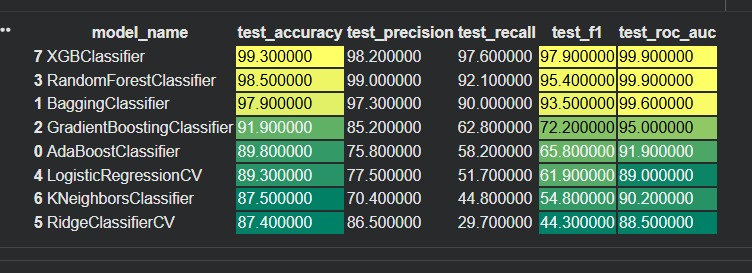 model_name test_accuracy test_precision test_recall test_f1 test_roc_auc
7 XGBClassifier 99.300000 98.200000 97.600000 97.900000 99.900000
3 RandomForestClassifier 98.500000 99.000000 92.100000 95.400000 99.900000
1 BaggingClassifier 97.900000 97.300000 90.000000 93.500000 99.600000
2 GradientBoostingClassifier 91.900000 85.200000 62.800000 72.200000 95.000000
0 AdaBoostClassifier 89.800000 75.800000 58.200000 65.800000 91.900000
4 LogisticRegressionCV 89.300000 77.500000 51.700000 61.900000 89.000000
6 KNeighborsClassifier 87.500000 70.400000 44.800000 54.800000 90.200000
5 RidgeClassifierCV 87.400000 86.500000 29.700000 44.300000 88.500000